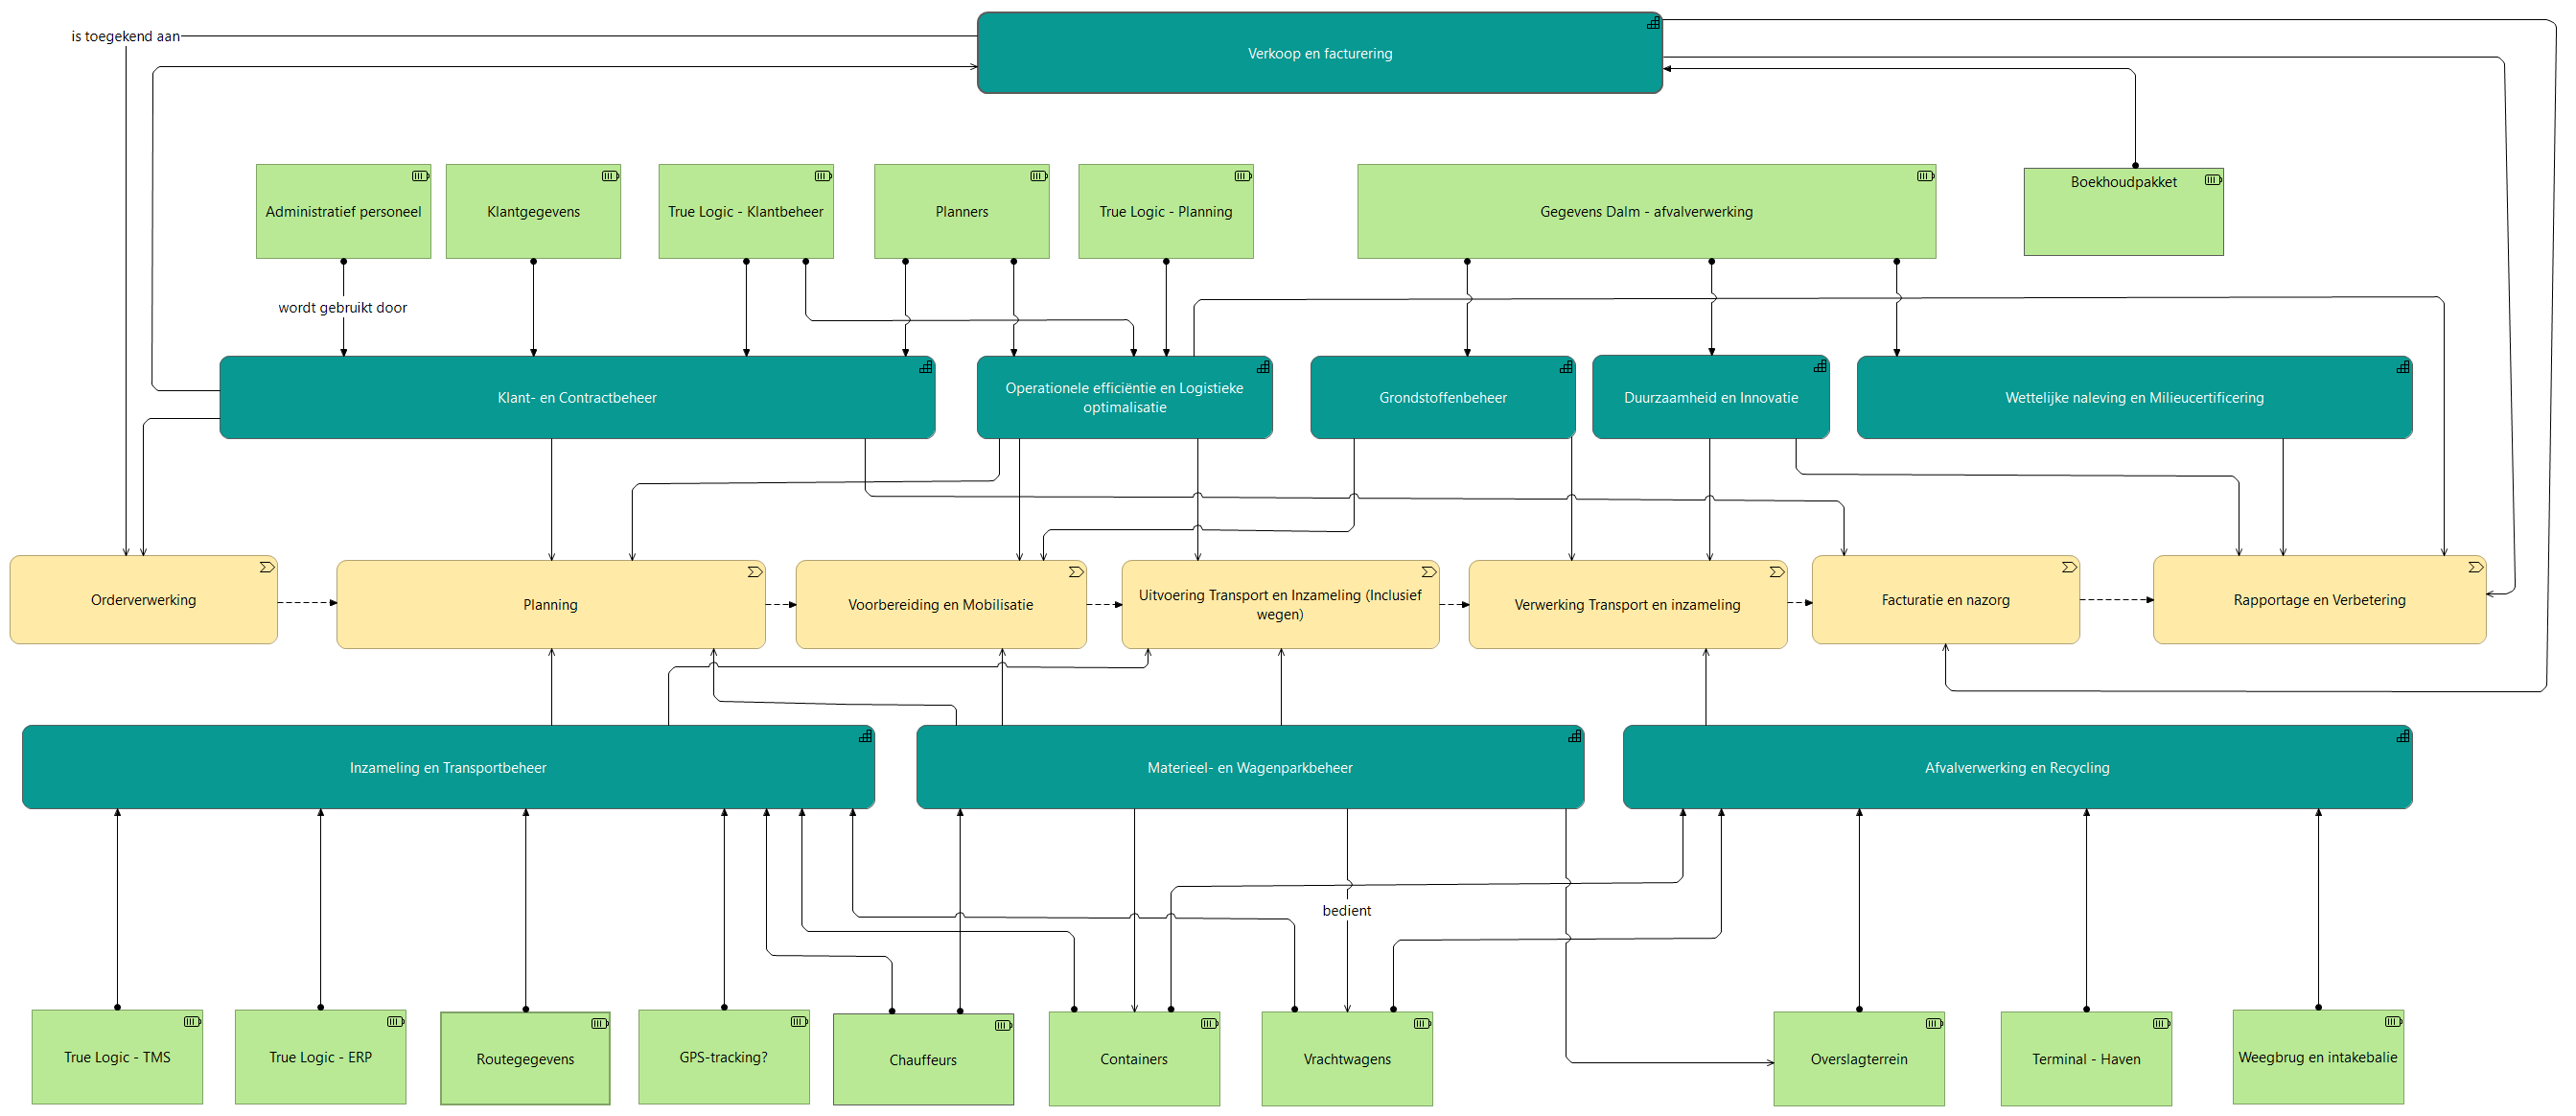 is toegekend aan
Verkoop en facturering
Administratief personeel
Klantgegevens
True Logic - Klantbeheer
Planners
True Logic - Planning
Gegevens Dalm - afvalverwerking
Boekhoudpakket
wordt gebruikt door
Klant- en Contractbeheer
Operationele efficiëntie en Logistieke
optimalisatie
Grondstoffenbeheer
Duurzaamheid en Innovatie
Wettelijke naleving en Milieucertificering
Orderverwerking
Planning
Voorbereiding en Mobilisatie
Uitvoering Transport en Inzameling (Inclusief
wegen)
Verwerking Transport en inzameling
Facturatie en nazorg
Rapportage en Verbetering
Inzameling en Transportbeheer
Materieel- en Wagenparkbeheer
Afvalverwerking en Recycling
bedient
True Logic - TMS
True Logic - ERP
Routegegevens
GPS-tracking?
Chauffeurs
Containers
Vrachtwagens
Overslagterrein
Terminal - Haven
Weegbrug en intakebalie